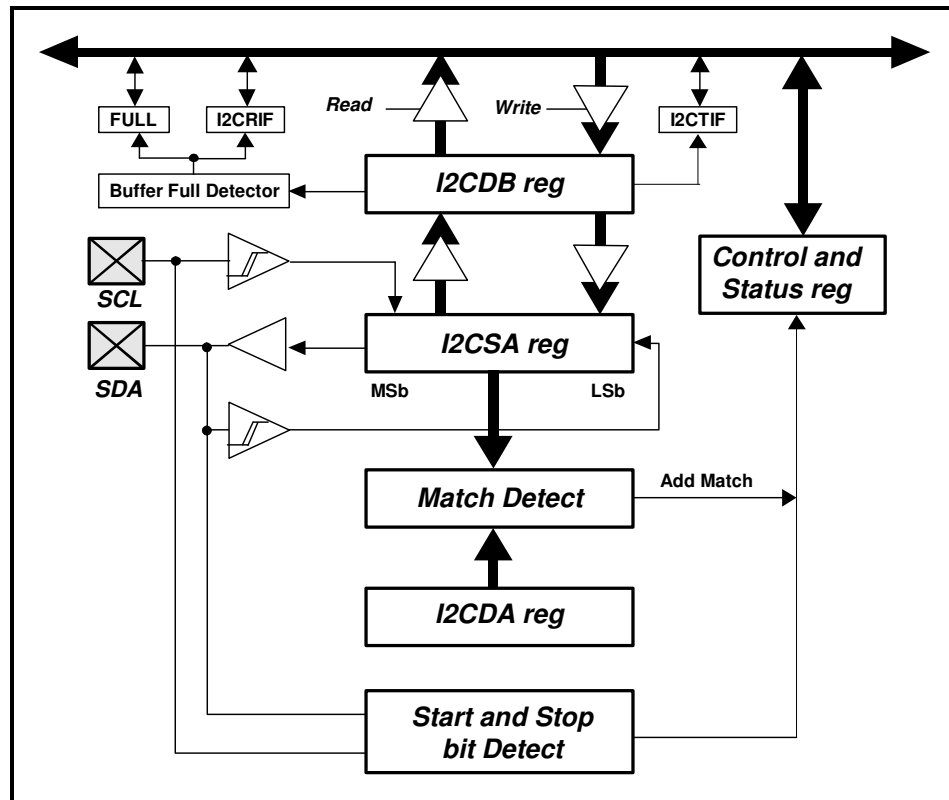 Read
Write
FULL
I2CRIF
I2CTIF
I2CDB reg
Buffer Full Detector
Control and
Status reg
SCL
I2CSA reg
SDA
MSb
LSb
Match Detect
Add Match
I2CDA reg
Start and Stop
bit Detect